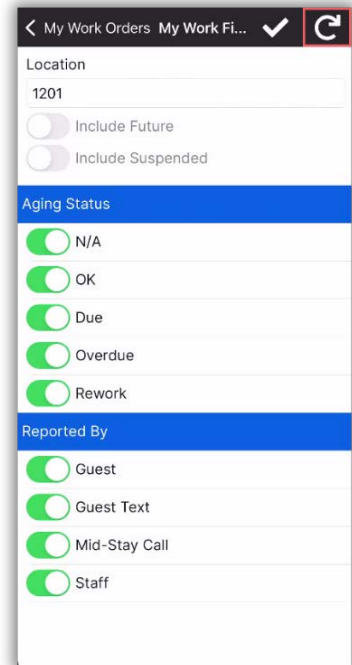 My Work Orders My Work Fi...
Location
1201
Include Future
Include Suspended
Aging Status
N/A
OK
Due
Overdue
Rework
Reported By
Guest
Guest Text
Mid-Stay Call
Staff